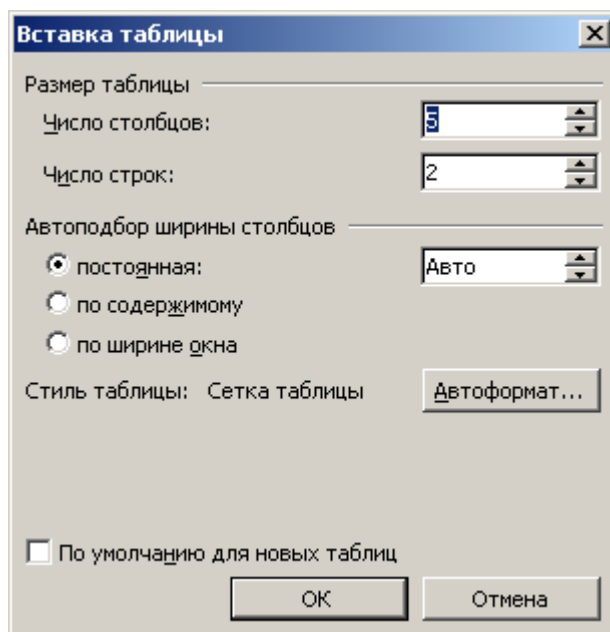 Вставка таблицы
Размер таблицы
Число столбцов: 5
Число строк: 2
Автоподбор ширины столбцов
постоянная: Авто
по содержимому
по ширине окна
Стиль таблицы: Сетка таблицы Автоформат...
По умолчанию для новых таблиц
ОК Отмена